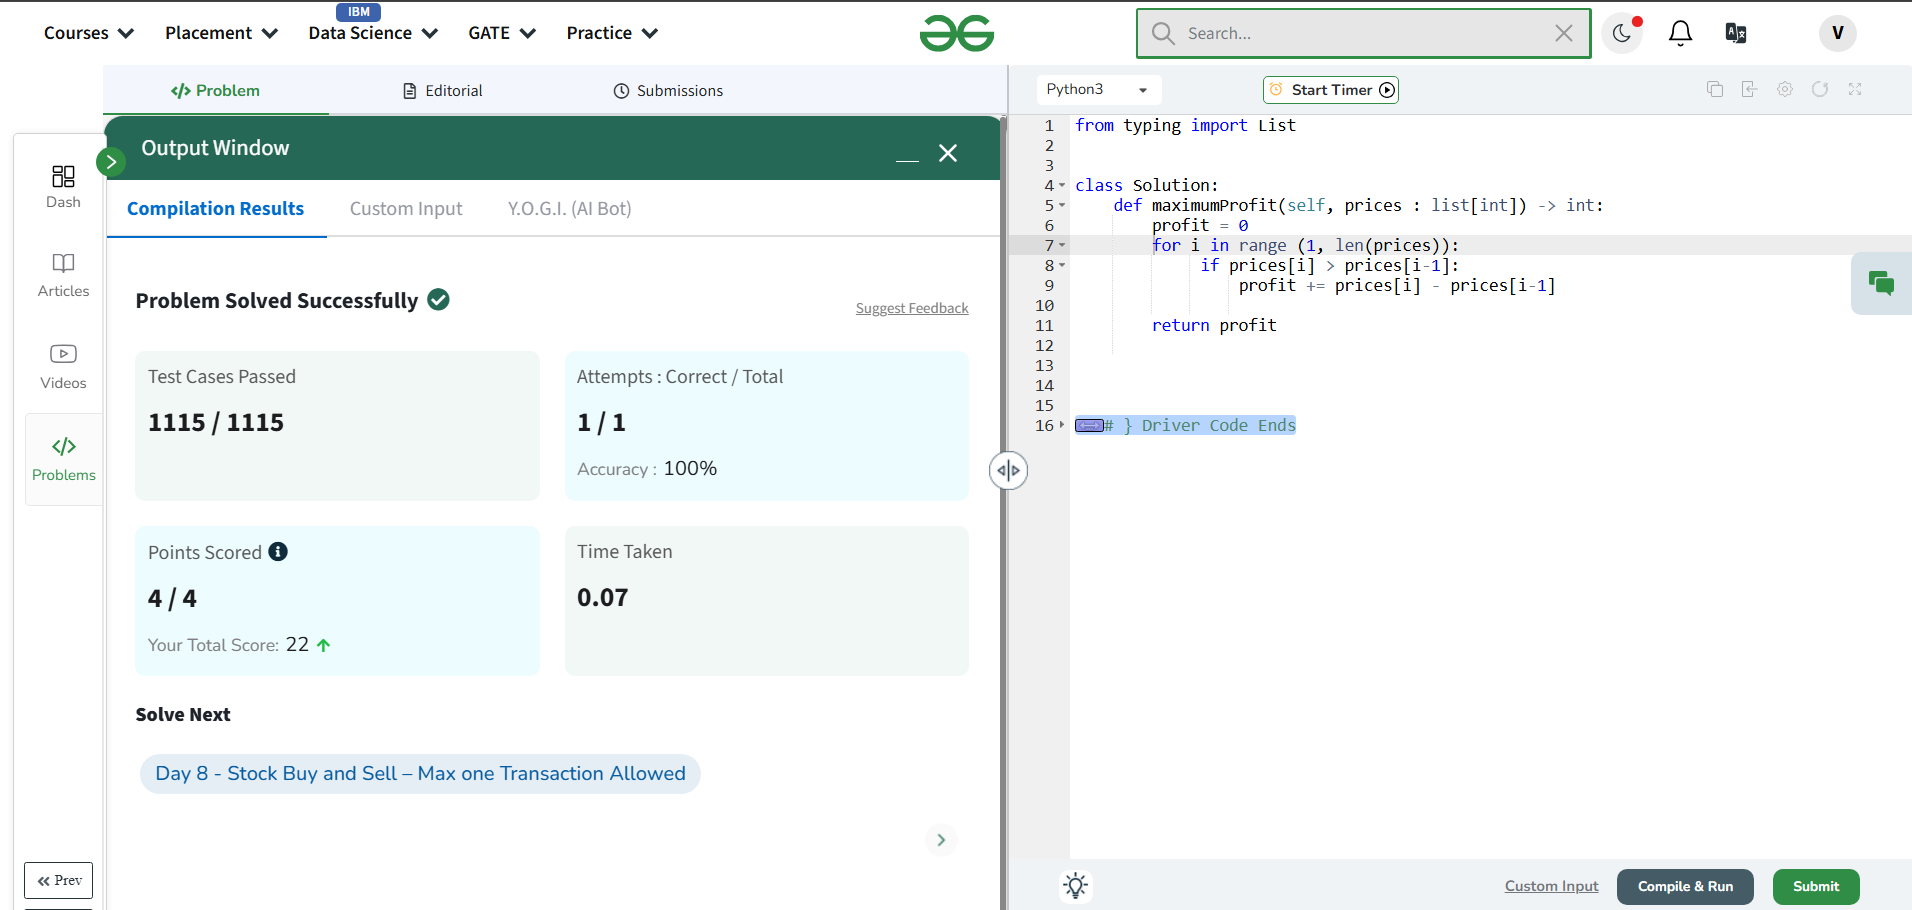 IBM
Courses Placement Data Science GATE Practice
Search...
V
Problem Editorial Submissions
Dash
Articles
Videos
Problems
Prev
Output Window
Compilation Results Custom Input Y.O.G.I. (AI Bot)
Problem Solved Successfully
Suggest Feedback
Test Cases Passed
1115 / 1115
Attempts : Correct / Total
1 / 1
Accuracy : 100%
Points Scored
4 / 4
Your Total Score: 22
Time Taken
0.07
Solve Next
Day 8 - Stock Buy and Sell – Max one Transaction Allowed
Python3
Start Timer
1 from typing import List
2
3
4 class Solution:
5     def maximumProfit(self, prices : list[int]) -> int:
6         profit = 0
7         for i in range (1, len(prices)):
8              if prices[i] > prices[i-1]:
9                  profit += prices[i] - prices[i-1]
10
11         return profit
12
13
14
15
16 # } Driver Code Ends
Custom Input Compile & Run Submit